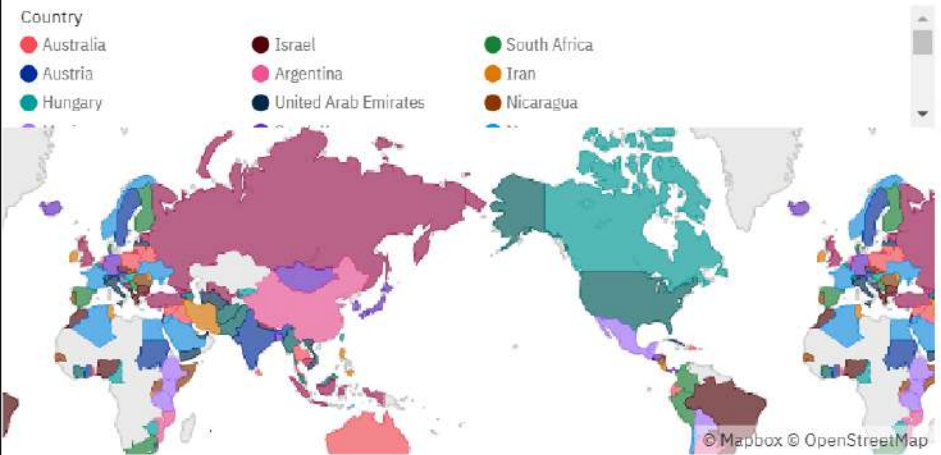 Country
Australia
Israel
South Africa
Austria
Argentina
Iran
Hungary
United Arab Emirates
Nicaragua
© Mapbox © OpenStreetMap